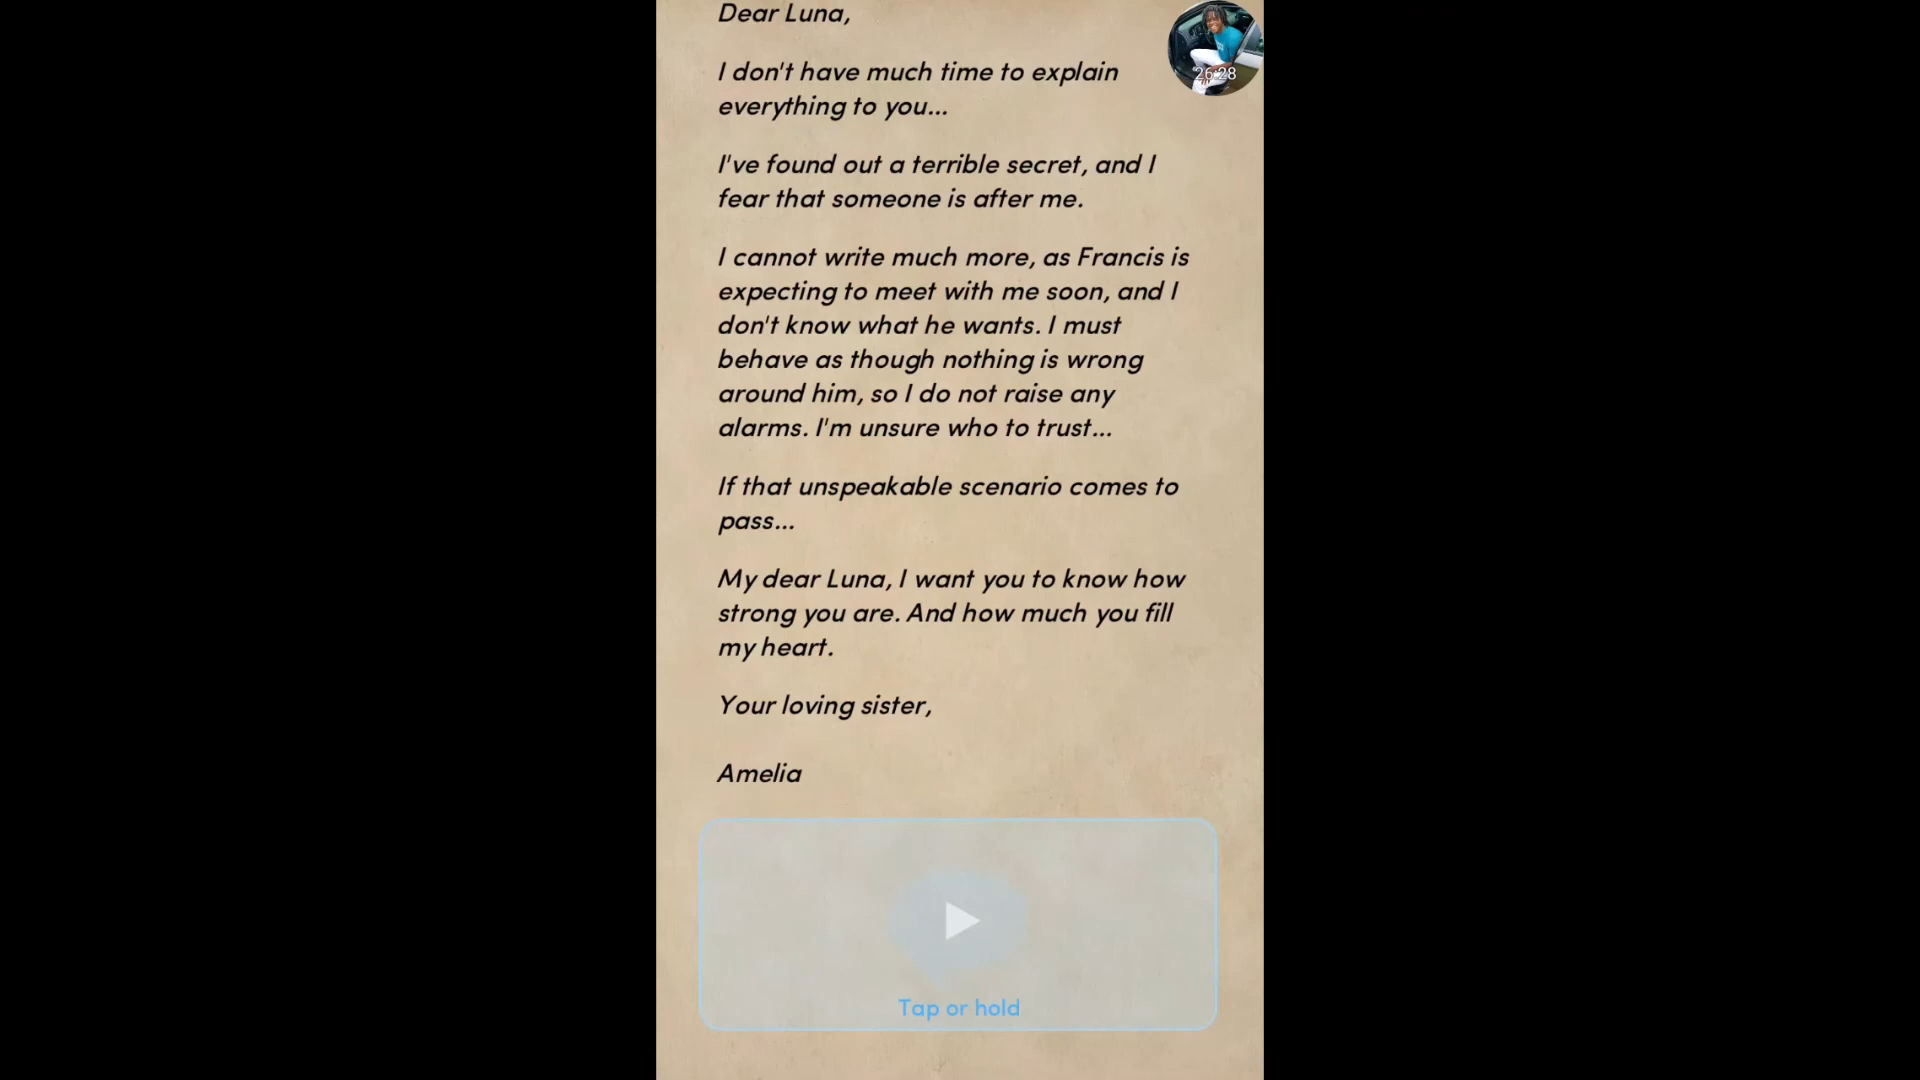 Dear Luna,
I don't have much time to explain
everything to you...
I've found out a terrible secret, and I
fear that someone is after me.
I cannot write much more, as Francis is
expecting to meet with me soon, and I
don't know what he wants. I must
behave as though nothing is wrong
around him, so I do not raise any
alarms. I'm unsure who to trust...
If that unspeakable scenario comes to
pass...
My dear Luna, I want you to know how
strong you are. And how much you fill
my heart.
Your loving sister,
Amelia
26:28
Tap or hold